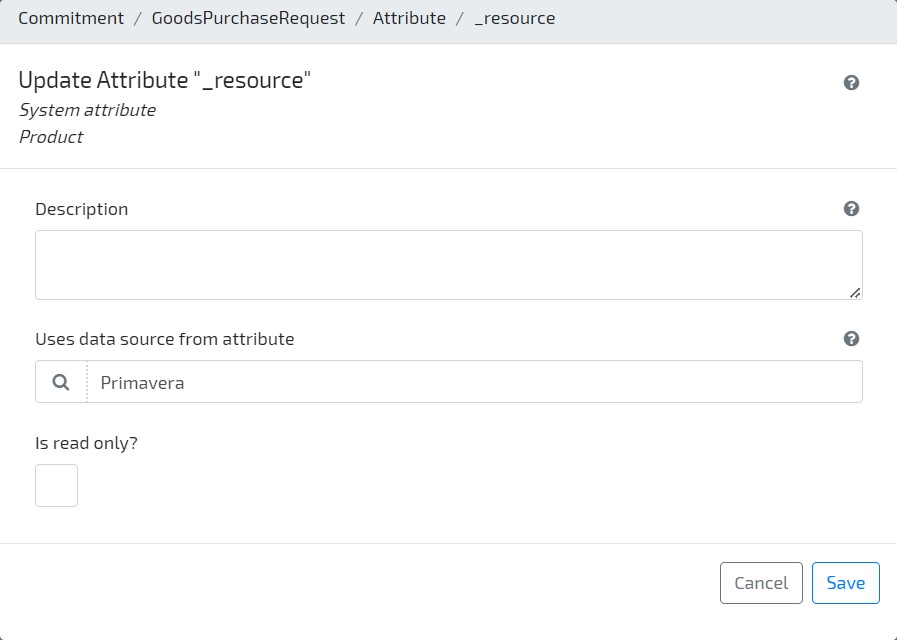 Commitment / GoodsPurchaseRequest / Attribute / _resource
Update Attribute "_resource"
System attribute
Product
Description
Uses data source from attribute
Primavera
Is read only?
Cancel Save